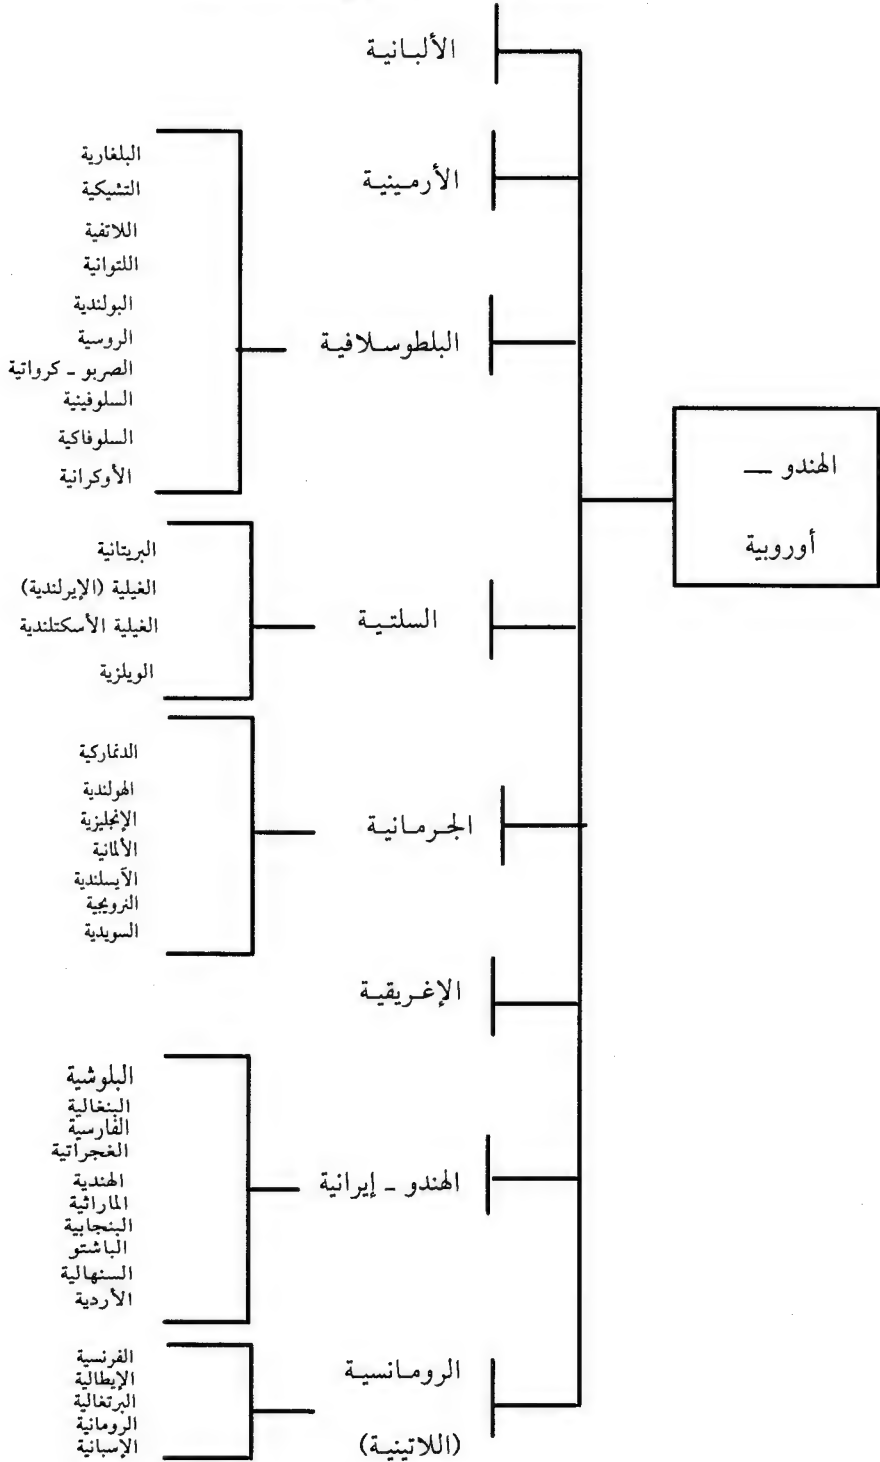 الهندو —
أوروبية
الألبانية
الأرمينية
البلطوسلافية
البلغارية
التشيكية
اللاتفية
اللتوانية
البولندية
الروسية
الصربو - كرواتية
السلوفينية
السلوفاكية
الأوكرانية
السلتية
البريتانية
الغيلية (الإيرلندية)
الغيلية الأسكتلندية
الويلزية
الجرمانية
الدنماركية
الهولندية
الإنجليزية
الألمانية
الآيسلندية
النرويجية
السويدية
الإغريقية
الهندو - إيرانية
البلوشية
البنغالية
الفارسية
الغجراتية
الهندية
الماراثية
البنجابية
الباشتو
السنهالية
الأردية
الرومانسية
(اللاتينية)
الفرنسية
الإيطالية
البرتغالية
الرومانية
الإسبانية